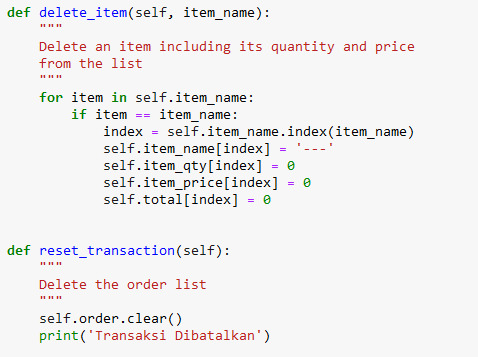 def delete_item(self, item_name):
    """
    Delete an item including its quantity and price
    from the list
    """
    for item in self.item_name:
        if item == item_name:
            index = self.item_name.index(item_name)
            self.item_name[index] = '---'
            self.item_qty[index] = 0
            self.item_price[index] = 0
            self.total[index] = 0
def reset_transaction(self):
    """
    Delete the order list
    """
    self.order.clear()
    print('Transaksi Dibatalkan')